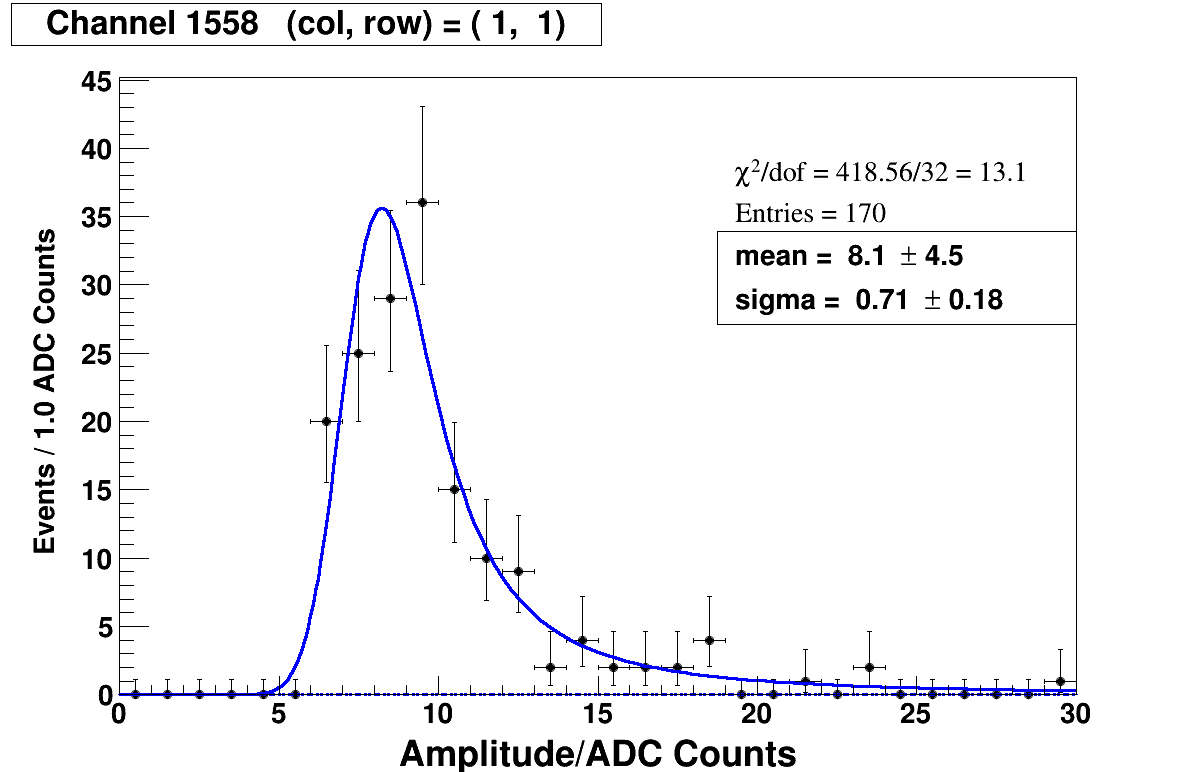 Channel 1558 (col, row) = ( 1, 1)
45
40
35
30
25
20
15
10
5
0
Events / 1.0 ADC Counts
χ²/dof = 418.56/32 = 13.1
Entries = 170
mean = 8.1 ± 4.5
sigma = 0.71 ± 0.18
0 5 10 15 20 25 30
Amplitude/ADC Counts